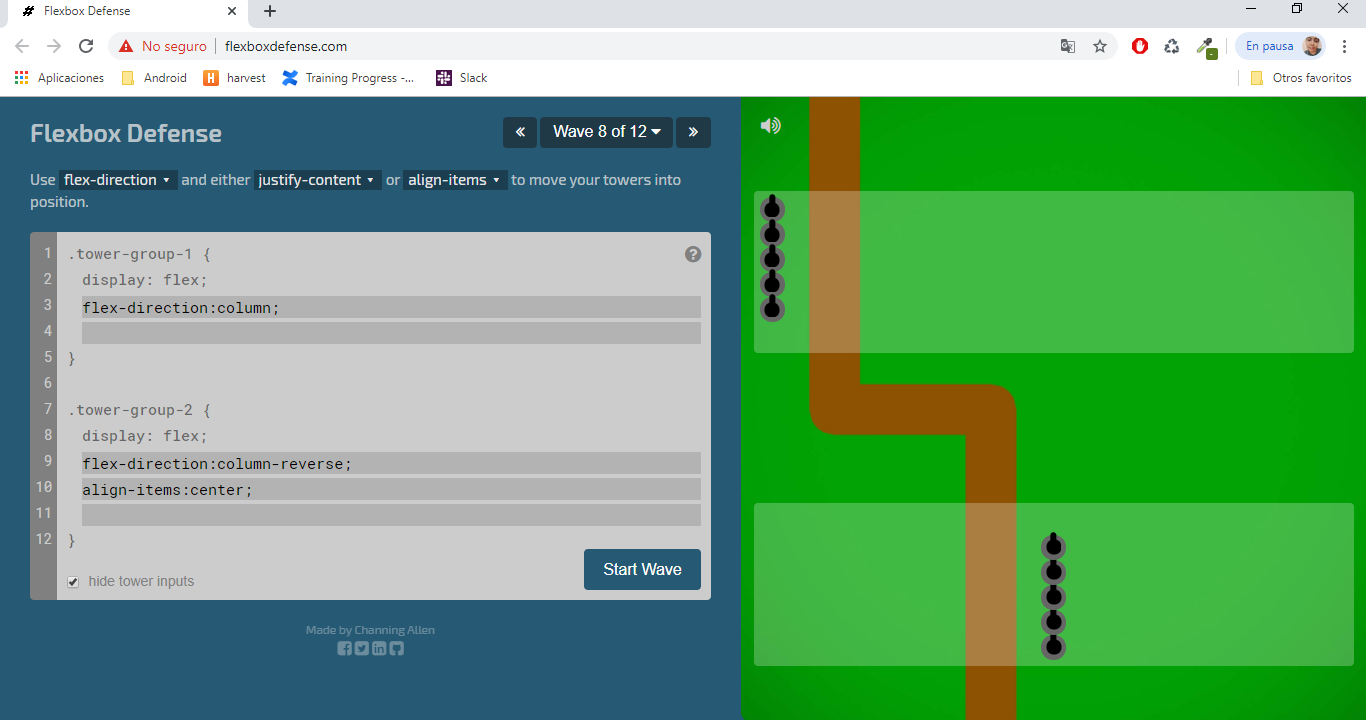 Flexbox Defense
No seguro | flexboxdefense.com
En pausa
Aplicaciones Android harvest Training Progress -... Slack Otros favoritos
Flexbox Defense
« Wave 8 of 12 »
Use flex-direction and either justify-content or align-items to move your towers into
position.
1 .tower-group-1 {
2 display: flex;
3 flex-direction:column;
4
5 }
6
7 .tower-group-2 {
8 display: flex;
9 flex-direction:column-reverse;
10 align-items:center;
11
12 }
?
hide tower inputs
Start Wave
Made by Channing Allen